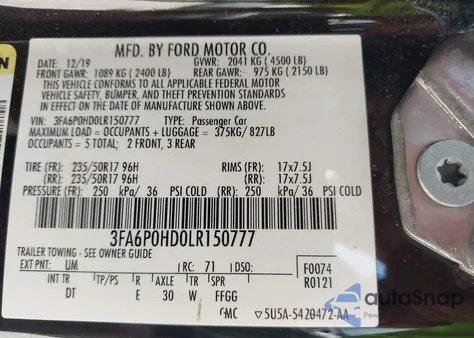 MFD. BY FORD MOTOR CO.
DATE: 12/19 GVWR: 2041 KG ( 4500 LB)
FRONT GAWR: 1089 KG ( 2400 LB) REAR GAWR: 975 KG ( 2150 LB)
THIS VEHICLE CONFORMS TO ALL APPLICABLE FEDERAL MOTOR
VEHICLE SAFETY, BUMPER, AND THEFT PREVENTION STANDARDS
IN EFFECT ON THE DATE OF MANUFACTURE SHOWN ABOVE.
VIN: 3FA6P0HD0LR150777 TYPE: Passenger Car
MAXIMUM LOAD = OCCUPANTS + LUGGAGE = 375KG/ 827LB
OCCUPANTS = 5 TOTAL; 2 FRONT, 3 REAR
TIRE (FR): 235/50R17 96H RIMS (FR): 17x7.5J
(RR): 235/50R17 96H (RR): 17x7.5J
PRESSURE (FR): 250 kPa/ 36 PSI COLD (RR): 250 kPa/ 36 PSI COLD
3FA6P0HD0LR150777
TRAILER TOWING - SEE OWNER GUIDE
EXT PNT: UM RC: 71 DSO: F0074
INT TR TP/PS R AXLE TR SPR R0121
DT E 30 W FFGG
▽5U5A-5420472-AA
autoSnap